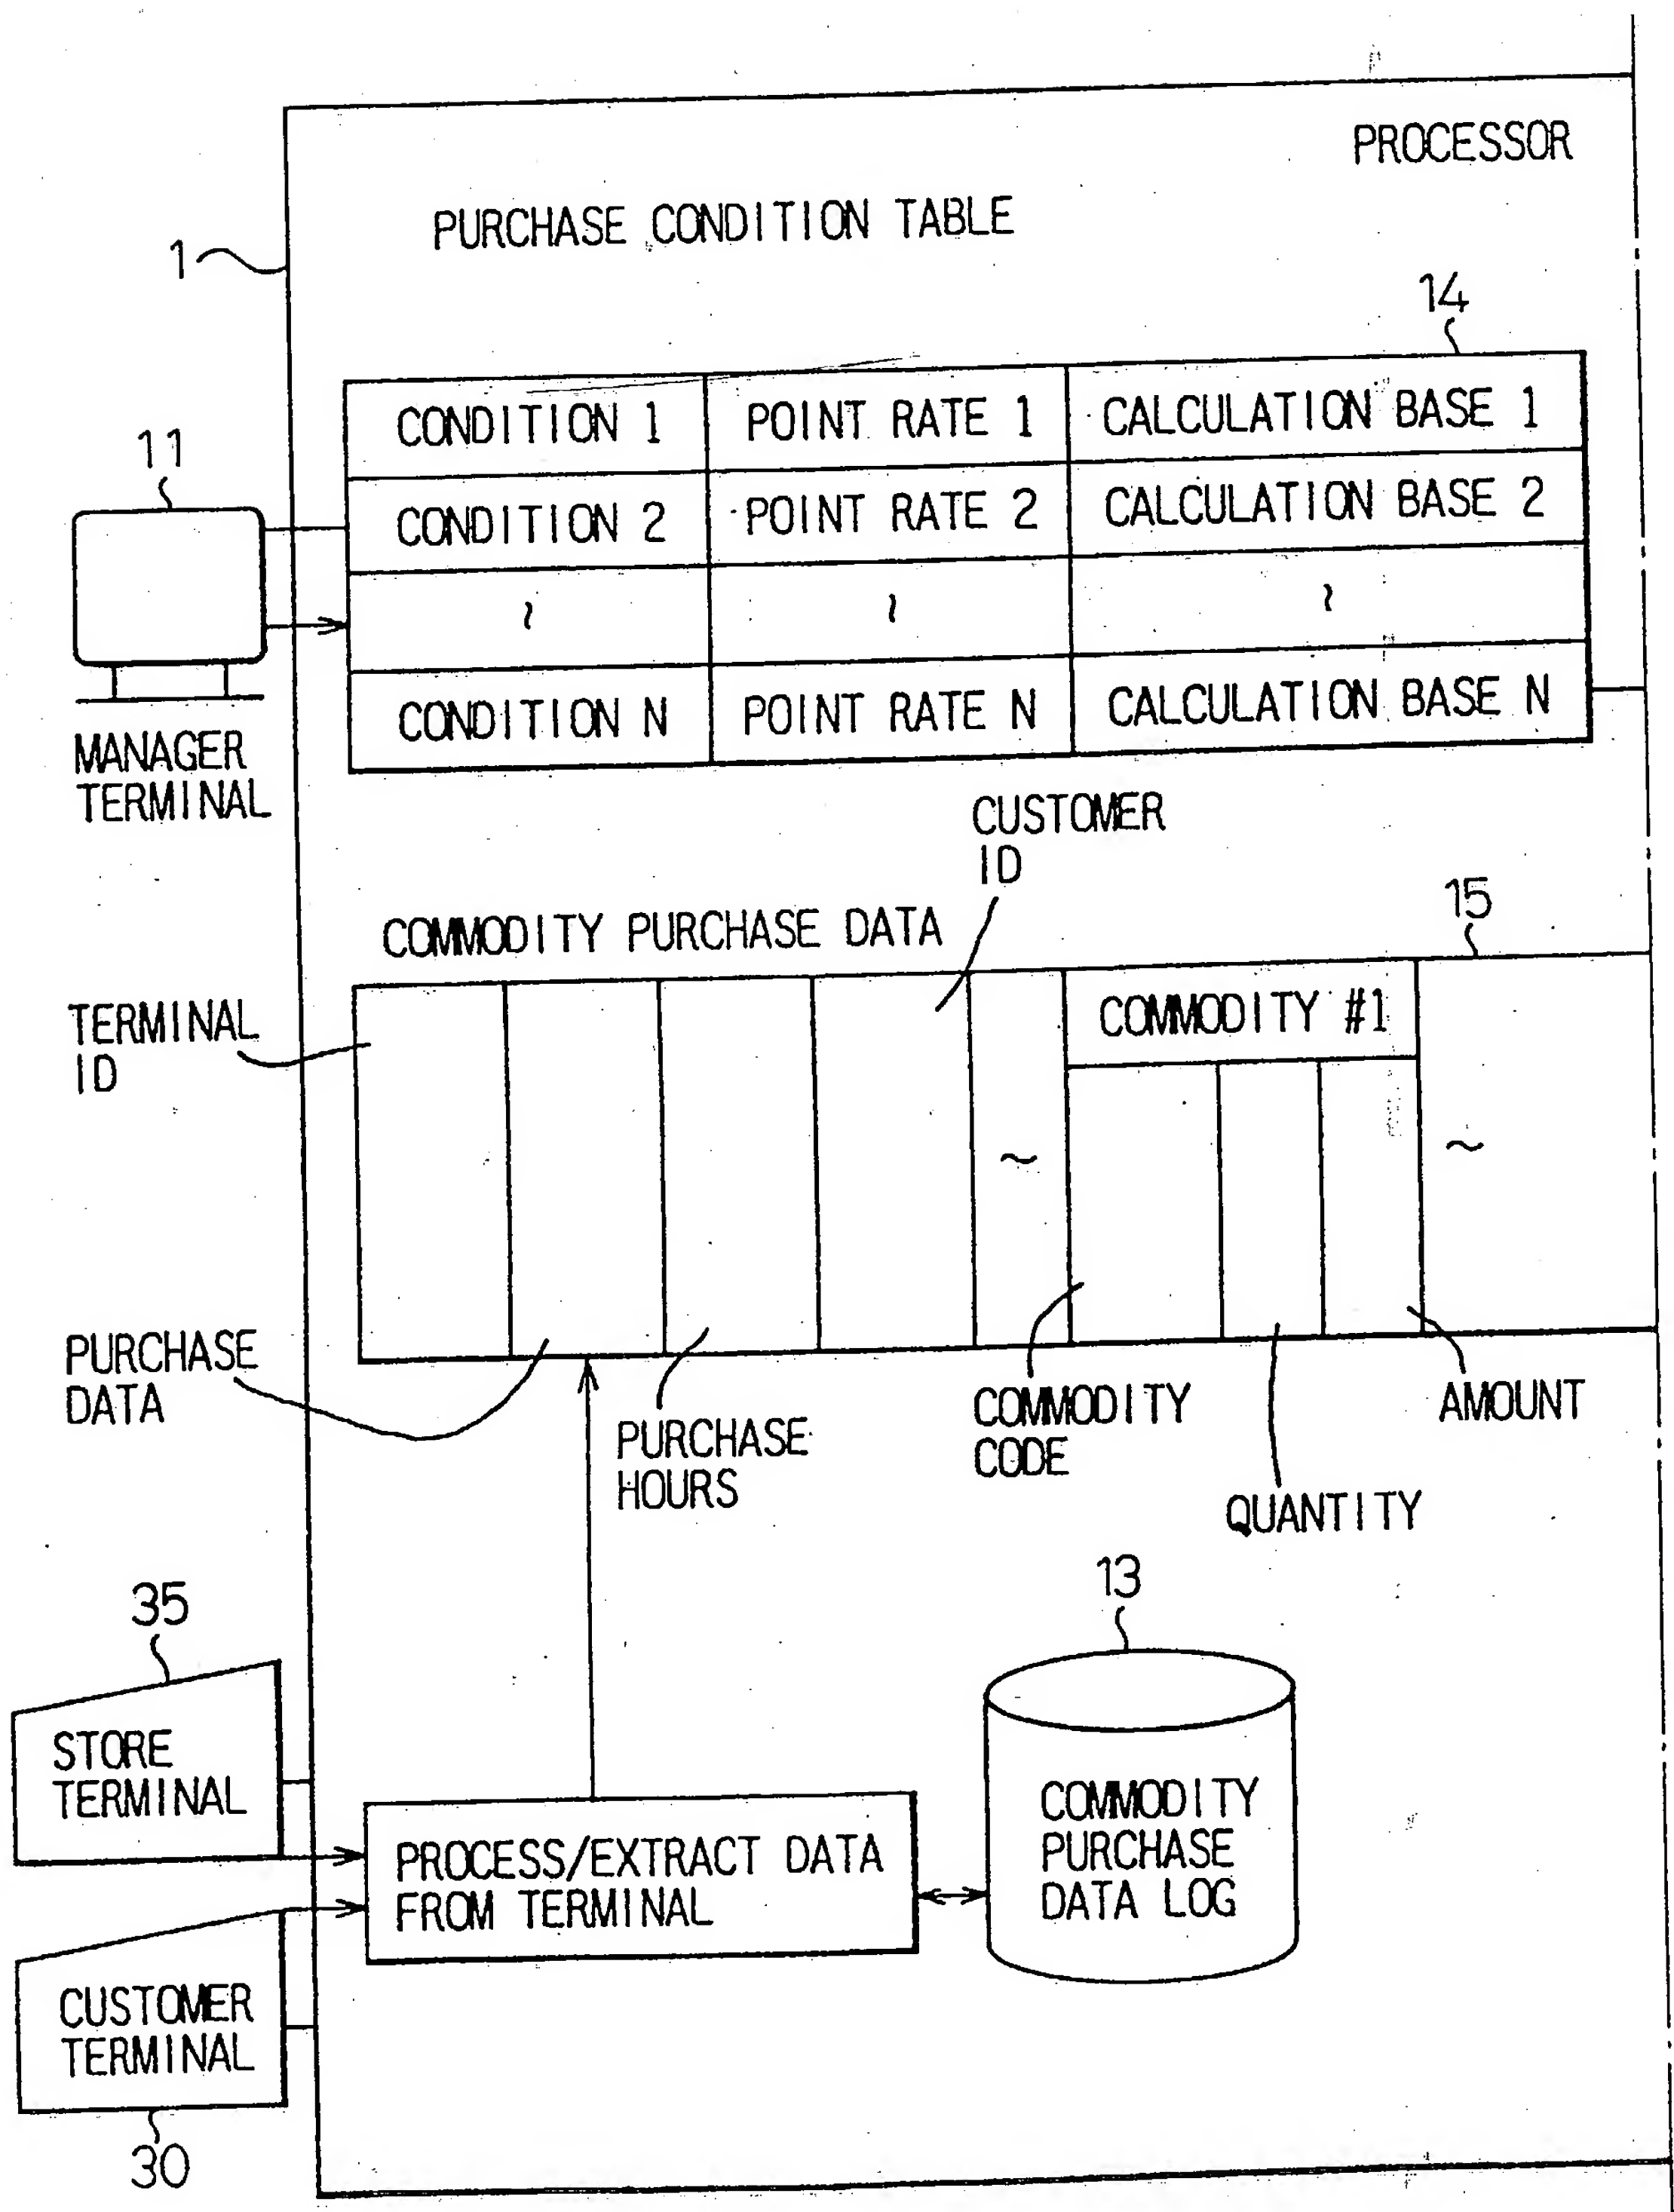 PROCESSOR
PURCHASE CONDITION TABLE
1
14
CONDITION 1 POINT RATE 1 CALCULATION BASE 1
11
CONDITION 2 POINT RATE 2 CALCULATION BASE 2
~ ~ ~
CONDITION N POINT RATE N CALCULATION BASE N
MANAGER
TERMINAL
CUSTOMER
ID
15
COMMODITY PURCHASE DATA
TERMINAL
ID
COMMODITY #1
~ ~
PURCHASE
DATA
PURCHASE
HOURS
COMMODITY
CODE
AMOUNT
QUANTITY
13
35
STORE
TERMINAL
COMMODITY
PURCHASE
DATA LOG
PROCESS/EXTRACT DATA
FROM TERMINAL
CUSTOMER
TERMINAL
30